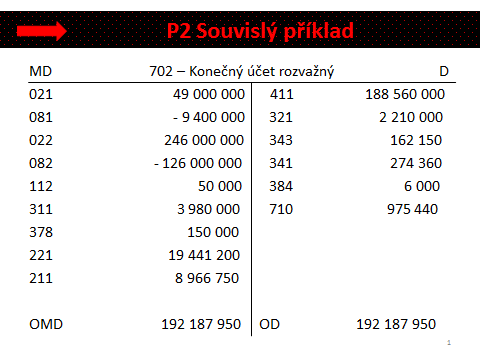 P2 Souvislý příklad
MD 702 – Konečný účet rozvažný D
021 49 000 000 411 188 560 000
081 - 9 400 000 321 2 210 000
022 246 000 000 343 162 150
082 - 126 000 000 341 274 360
112 50 000 384 6 000
311 3 980 000 710 975 440
378 150 000
221 19 441 200
211 8 966 750
OMD 192 187 950 OD 192 187 950
1